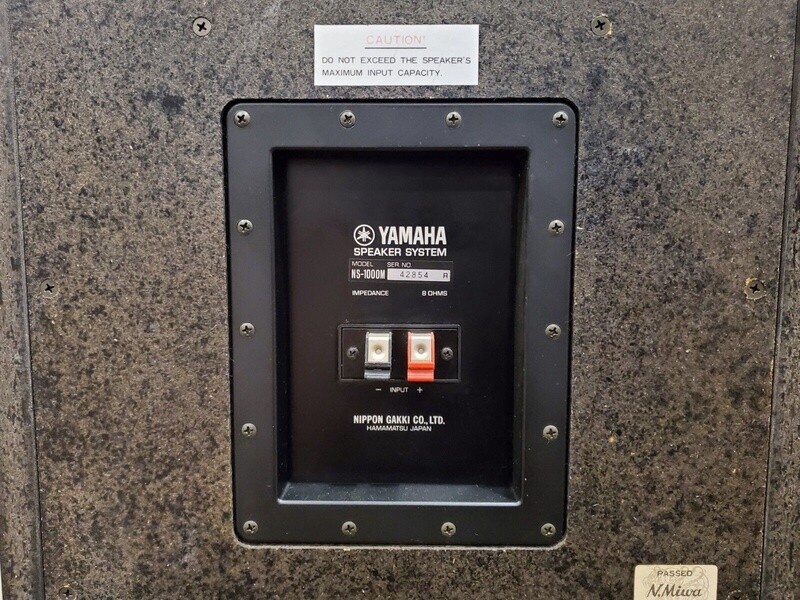 CAUTION!
DO NOT EXCEED THE SPEAKER'S
MAXIMUM INPUT CAPACITY.
YAMAHA
SPEAKER SYSTEM
MODEL SER. NO
NS-1000M 42854 R
IMPEDANCE 8 OHMS
− INPUT +
NIPPON GAKKI CO., LTD.
HAMAMATSU JAPAN
PASSED
N.Miwa